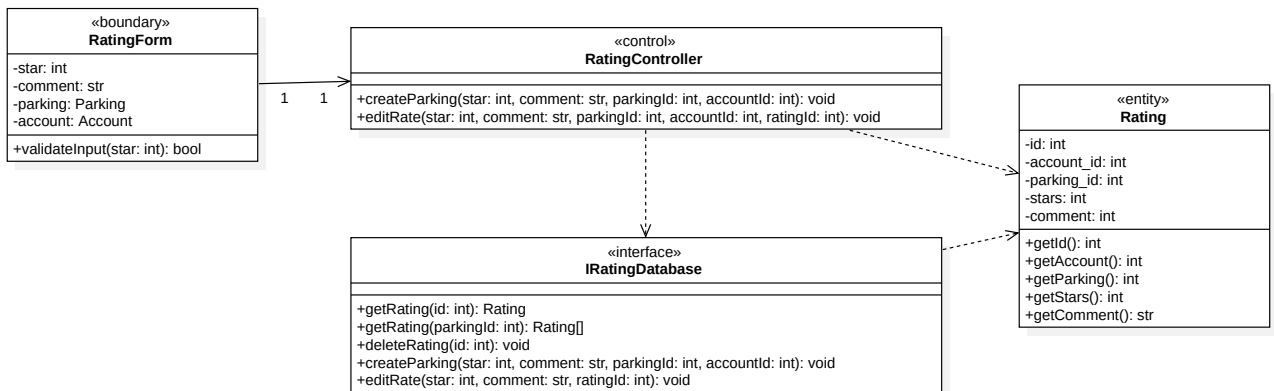 «boundary»
RatingForm
-star: int
-comment: str
-parking: Parking
-account: Account
+validateInput(star: int): bool
1
1
«control»
RatingController
+createParking(star: int, comment: str, parkingId: int, accountId: int): void
+editRate(star: int, comment: str, parkingId: int, accountId: int, ratingId: int): void
«entity»
Rating
-id: int
-account_id: int
-parking_id: int
-stars: int
-comment: int
+getId(): int
+getAccount(): int
+getParking(): int
+getStars(): int
+getComment(): str
«interface»
IRatingDatabase
+getRating(id: int): Rating
+getRating(parkingId: int): Rating[]
+deleteRating(id: int): void
+createParking(star: int, comment: str, parkingId: int, accountId: int): void
+editRate(star: int, comment: str, ratingId: int): void